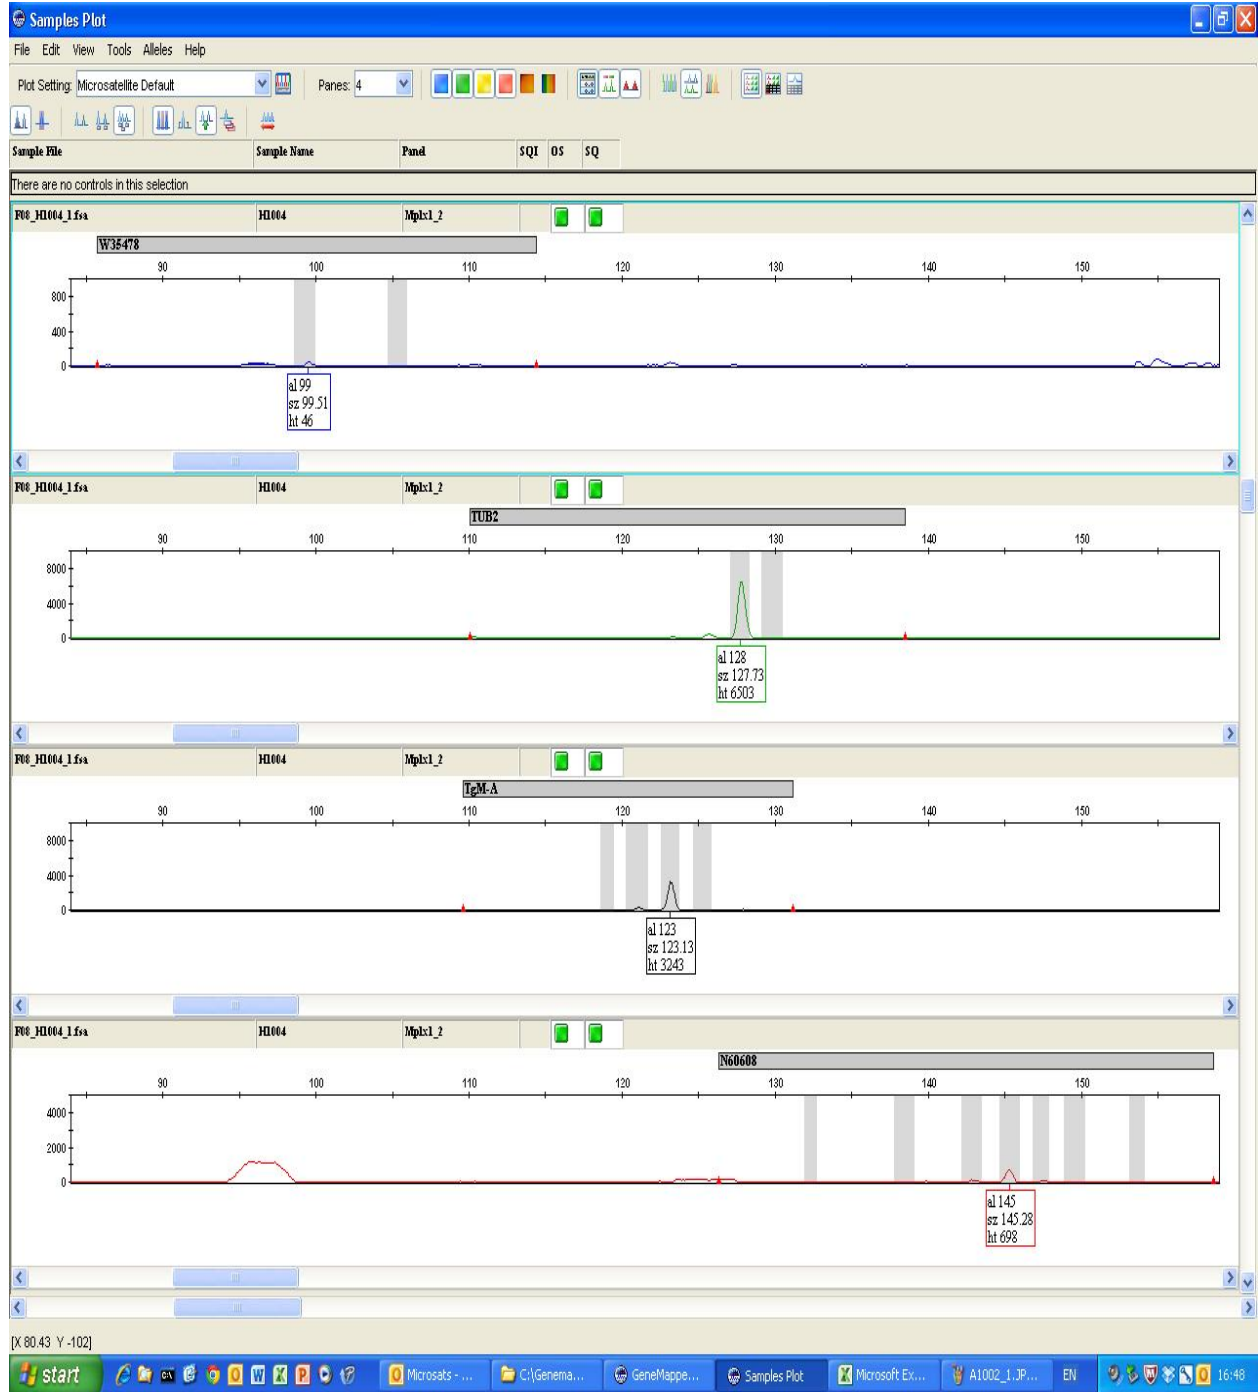 Samples Plot
File Edit View Tools Alleles Help
Plot Setting: Microsatellite Default Panes: 4
Sample File Sample Name Panel SQI OS SQ
There are no controls in this selection
F08_H1004_1.fsa H1004 Mplx1_2
W35478
90 100 110 120 130 140 150
800
400
0
al 99
sz 99.51
ht 46
F08_H1004_1.fsa H1004 Mplx1_2
TUB2
90 100 110 120 130 140 150
8000
4000
0
al 128
sz 127.73
ht 6503
F08_H1004_1.fsa H1004 Mplx1_2
TgM-A
90 100 110 120 130 140 150
8000
4000
0
al 123
sz 123.13
ht 3243
F08_H1004_1.fsa H1004 Mplx1_2
N60608
90 100 110 120 130 140 150
4000
2000
0
al 145
sz 145.28
ht 698
[X 80.43 Y -102]
start Microsats - ... C:\Genema... GeneMappe... Samples Plot Microsoft Ex... A1002_1.JP... EN 16:48